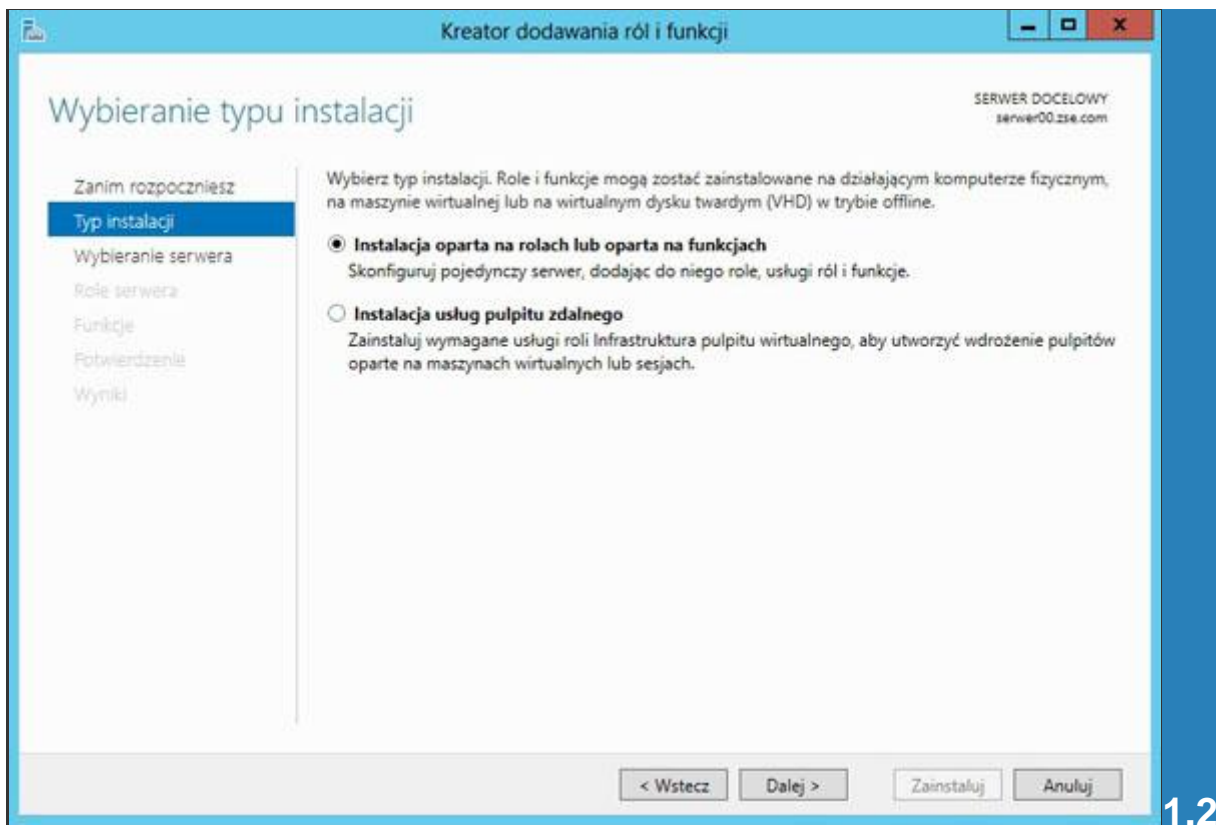 Kreator dodawania ról i funkcji
Wybieranie typu instalacji
SERWER DOCELOWY
serwer00.zse.com
Zanim rozpoczniesz
Typ instalacji
Wybieranie serwera
Role serwera
Funkcje
Potwierdzenie
Wyniki
Wybierz typ instalacji. Role i funkcje mogą zostać zainstalowane na działającym komputerze fizycznym,
na maszynie wirtualnej lub na wirtualnym dysku twardym (VHD) w trybie offline.
Instalacja oparta na rolach lub oparta na funkcjach
Skonfiguruj pojedynczy serwer, dodając do niego role, usługi ról i funkcje.
Instalacja usług pulpitu zdalnego
Zainstaluj wymagane usługi roli Infrastruktura pulpitu wirtualnego, aby utworzyć wdrożenie pulpitów
oparte na maszynach wirtualnych lub sesjach.
< Wstecz
Dalej >
Zainstaluj
Anuluj
1.2